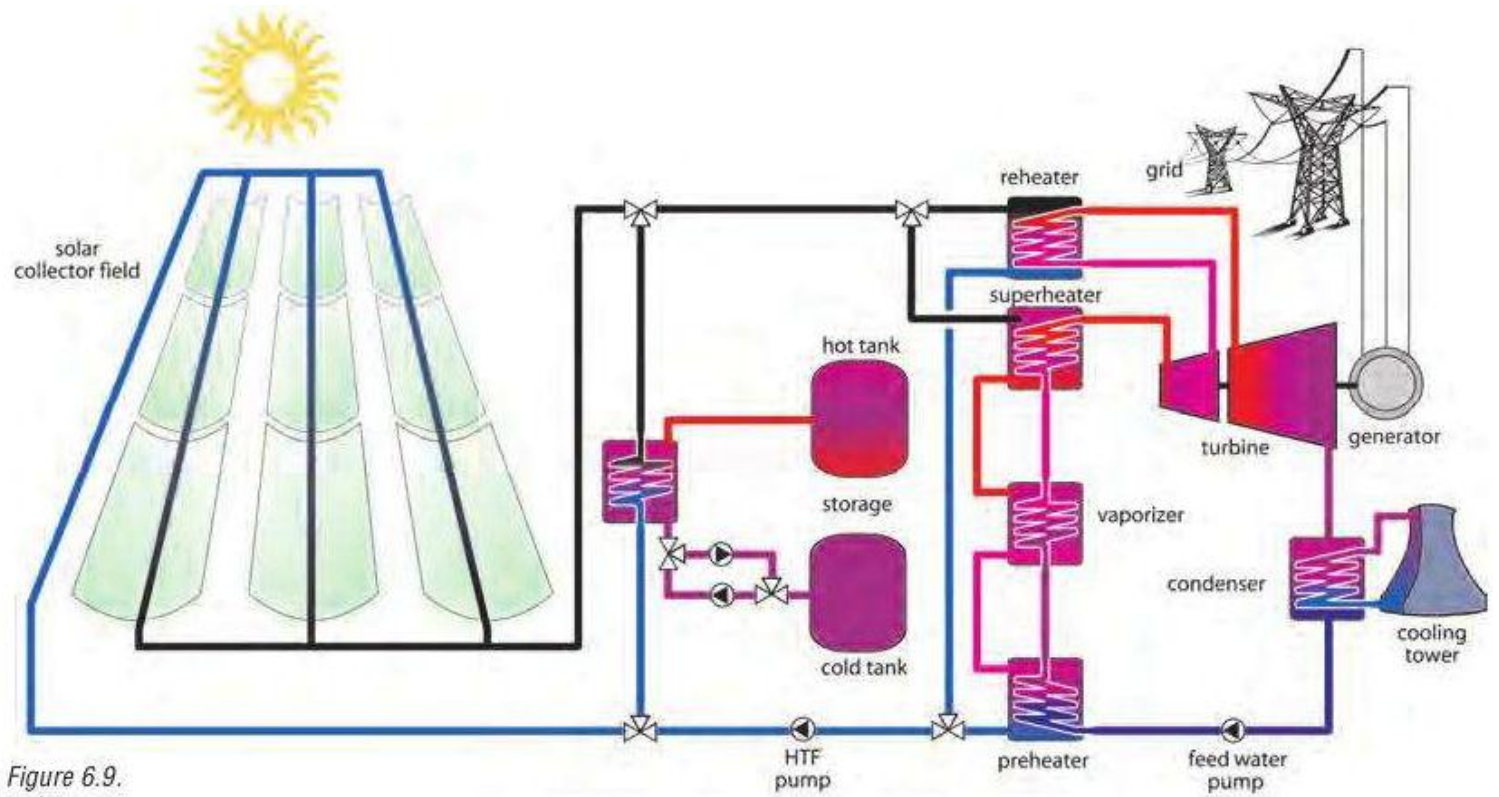 grid
reheater
solar
collector field
superheater
hot tank
turbine
generator
storage
vaporizer
condenser
cooling
tower
cold tank
HTF
pump
preheater
feed water
pump
Figure 6.9.